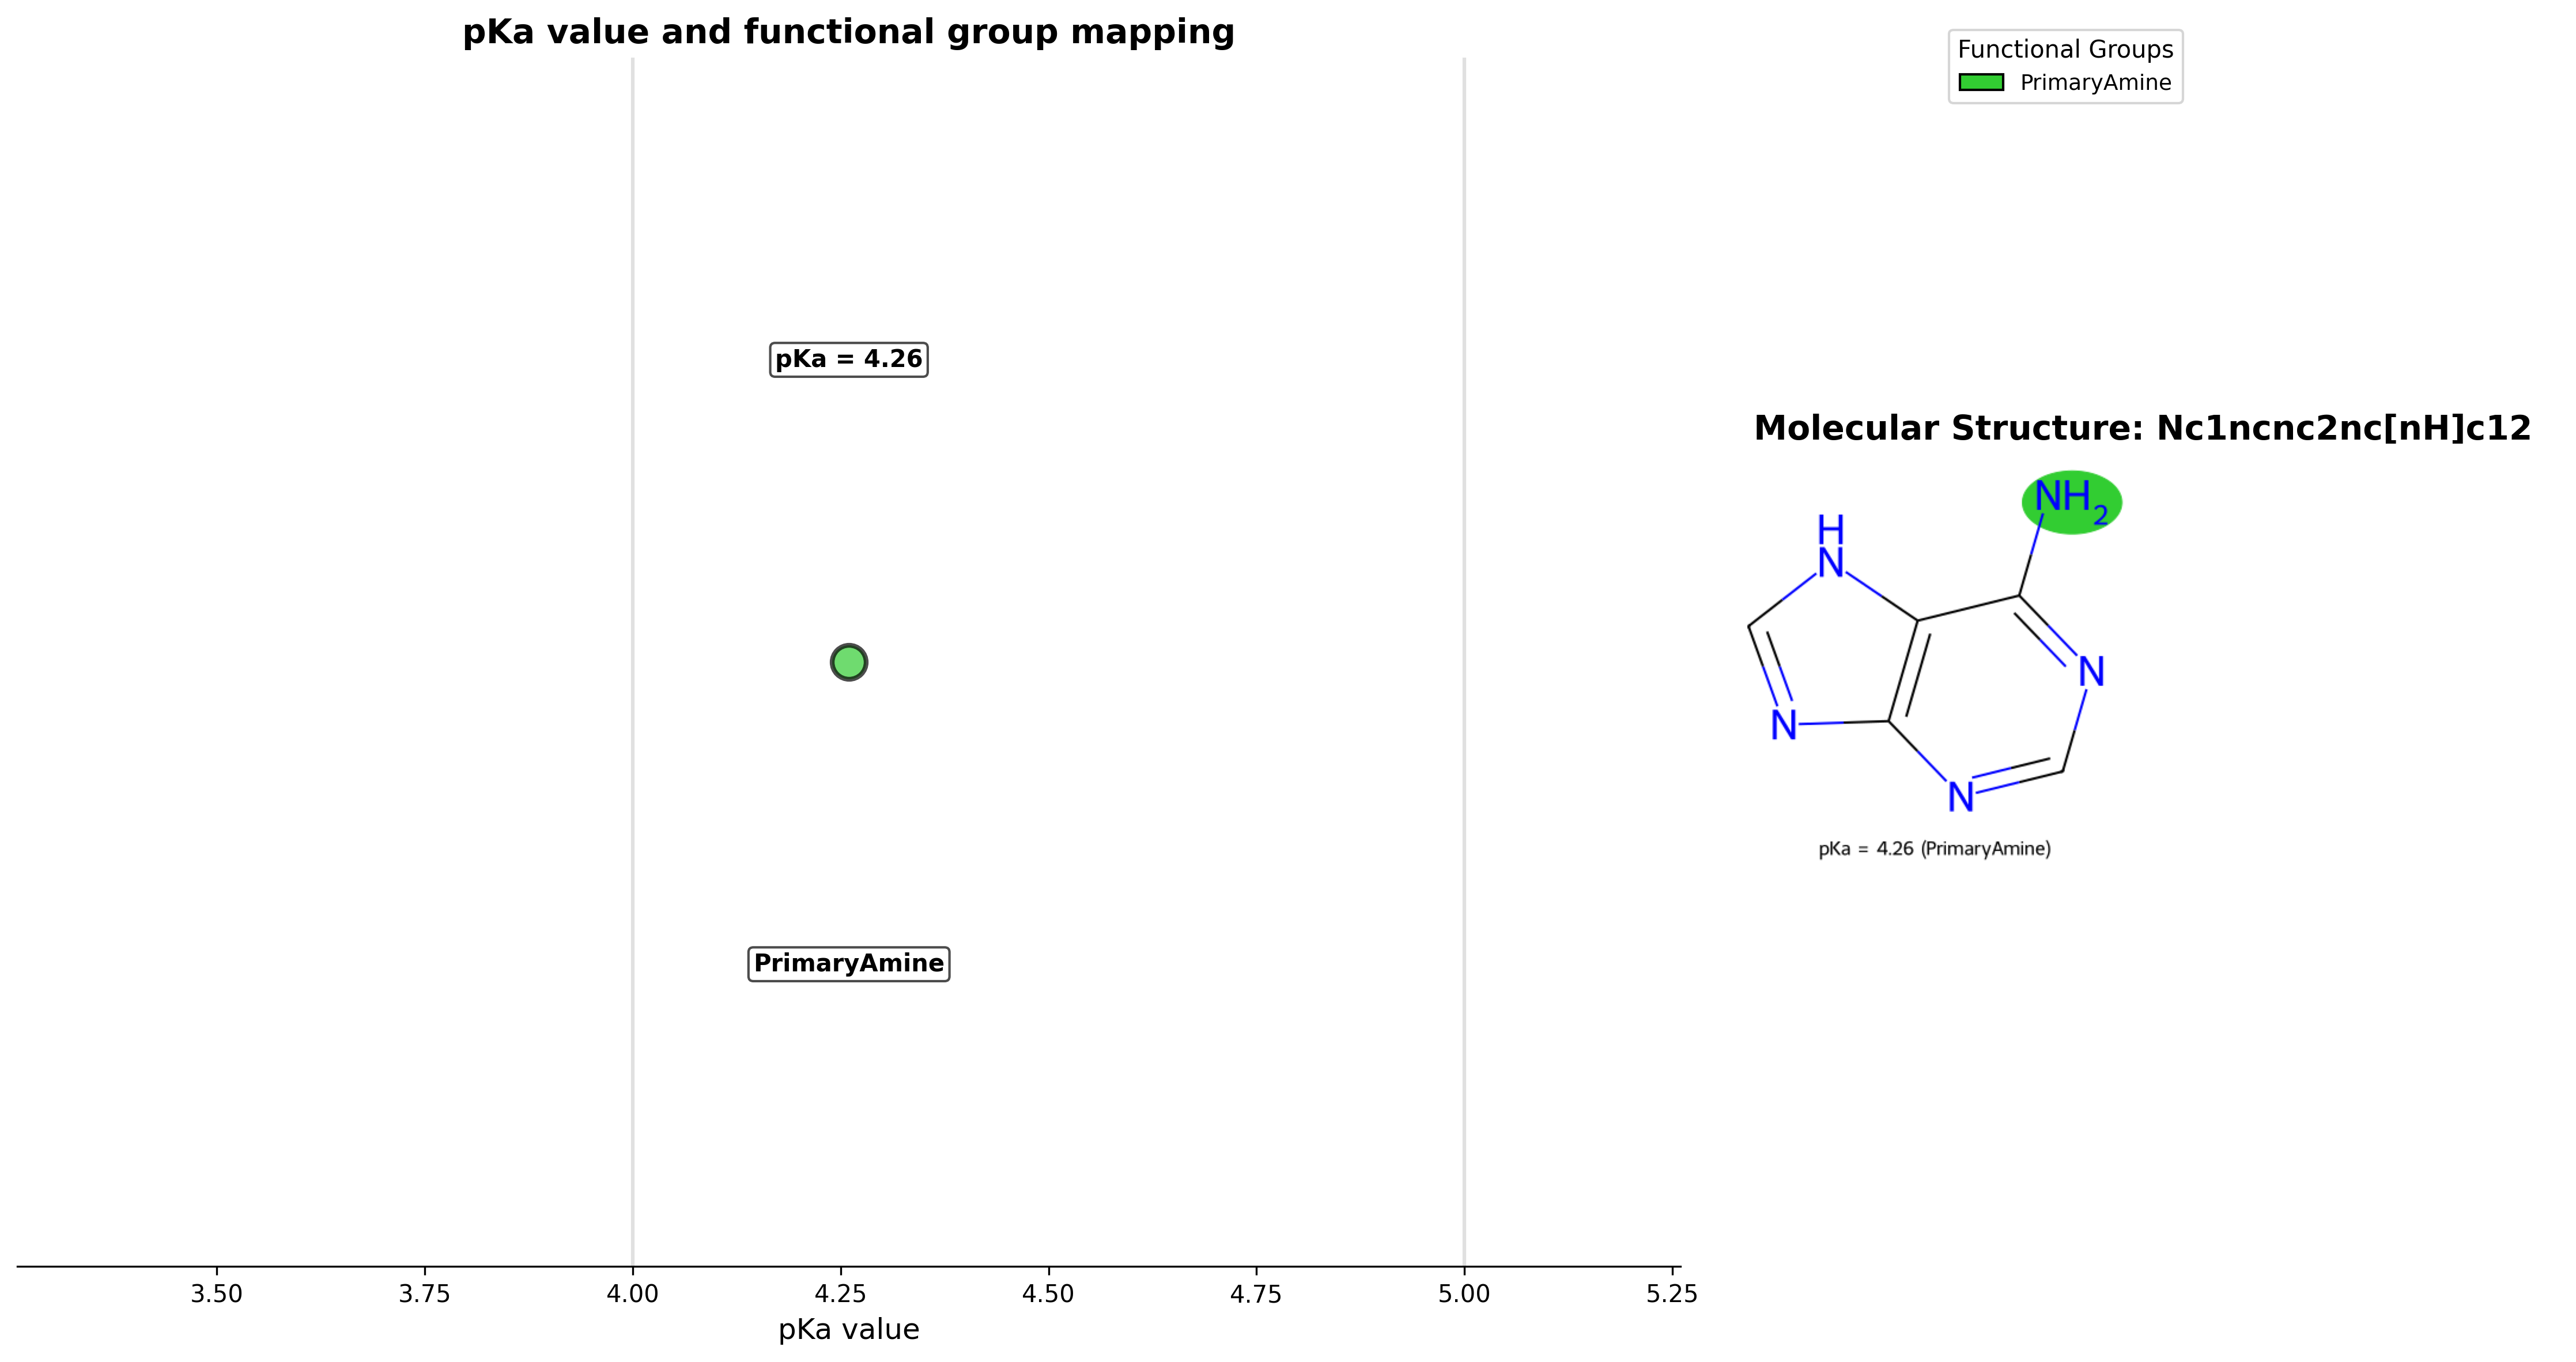 pKa value and functional group mapping
pKa = 4.26
PrimaryAmine
3.50 3.75 4.00 4.25 4.50 4.75 5.00 5.25
pKa value
Functional Groups
PrimaryAmine
Molecular Structure: Nc1ncnc2nc[nH]c12
NH2
H
N
N
N
N
pKa = 4.26 (PrimaryAmine)